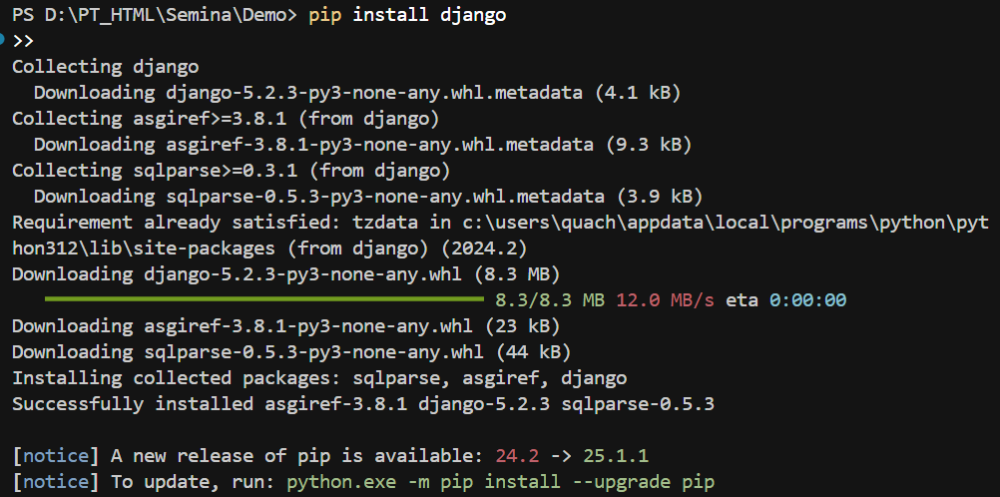 PS D:\PT_HTML\Semina\Demo> pip install django
>>
Collecting django
  Downloading django-5.2.3-py3-none-any.whl.metadata (4.1 kB)
Collecting asgiref>=3.8.1 (from django)
  Downloading asgiref-3.8.1-py3-none-any.whl.metadata (9.3 kB)
Collecting sqlparse>=0.3.1 (from django)
  Downloading sqlparse-0.5.3-py3-none-any.whl.metadata (3.9 kB)
Requirement already satisfied: tzdata in c:\users\quach\appdata\local\programs\python\pyt
hon312\lib\site-packages (from django) (2024.2)
Downloading django-5.2.3-py3-none-any.whl (8.3 MB)
   8.3/8.3 MB 12.0 MB/s eta 0:00:00
Downloading asgiref-3.8.1-py3-none-any.whl (23 kB)
Downloading sqlparse-0.5.3-py3-none-any.whl (44 kB)
Installing collected packages: sqlparse, asgiref, django
Successfully installed asgiref-3.8.1 django-5.2.3 sqlparse-0.5.3

[notice] A new release of pip is available: 24.2 -> 25.1.1
[notice] To update, run: python.exe -m pip install --upgrade pip